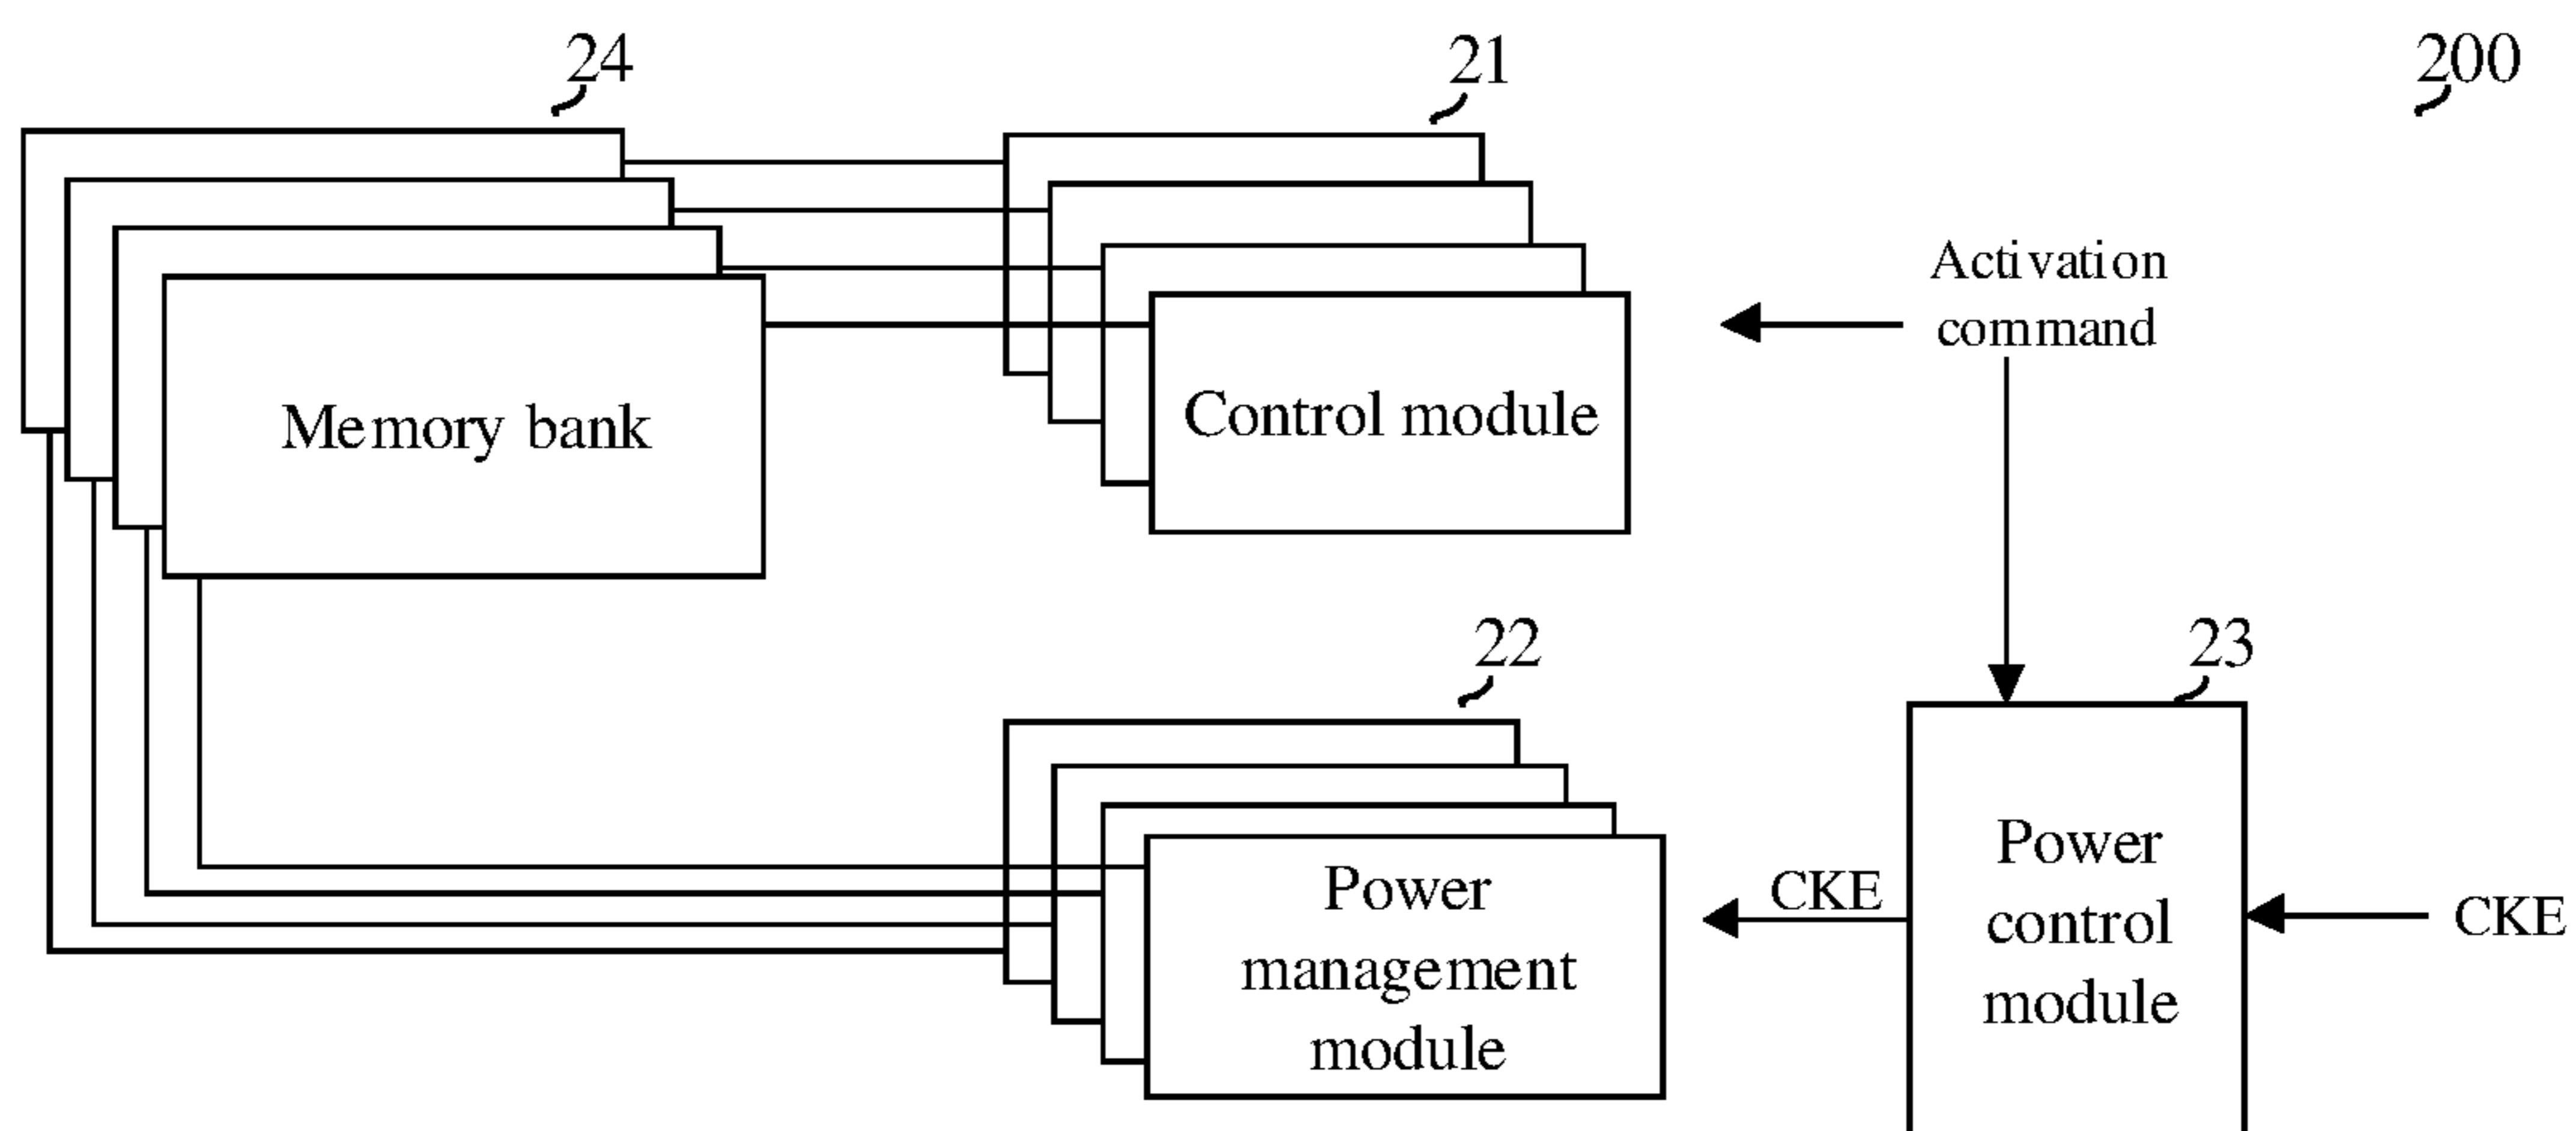 24
21
200
Activation
command
Memory bank
Control module
22
23
Power
management
module
CKE
Power
control
module
CKE